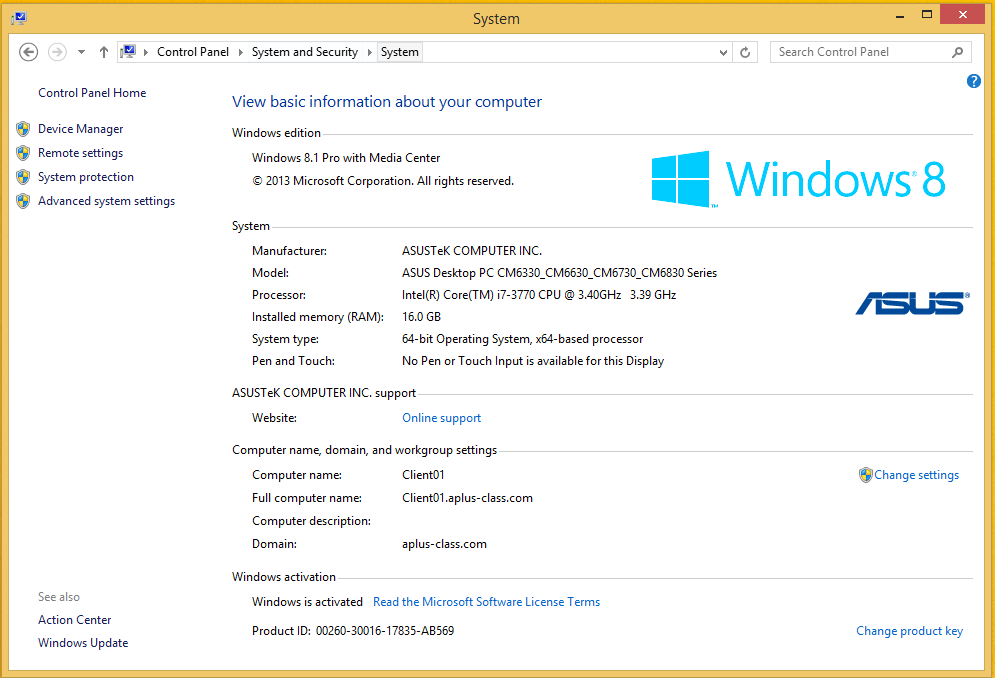 System
Control Panel System and Security System
Search Control Panel
Control Panel Home
Device Manager
Remote settings
System protection
Advanced system settings
View basic information about your computer
Windows edition
Windows 8.1 Pro with Media Center
© 2013 Microsoft Corporation. All rights reserved.
Windows® 8
™
System
Manufacturer: ASUSTeK COMPUTER INC.
Model: ASUS Desktop PC CM6330_CM6630_CM6730_CM6830 Series
Processor: Intel(R) Core(TM) i7-3770 CPU @ 3.40GHz 3.39 GHz
Installed memory (RAM): 16.0 GB
System type: 64-bit Operating System, x64-based processor
Pen and Touch: No Pen or Touch Input is available for this Display
ASUS®
ASUSTeK COMPUTER INC. support
Website: Online support
Computer name, domain, and workgroup settings
Computer name: Client01
Change settings
Full computer name: Client01.aplus-class.com
Computer description:
Domain: aplus-class.com
Windows activation
Windows is activated Read the Microsoft Software License Terms
Product ID: 00260-30016-17835-AB569
Change product key
See also
Action Center
Windows Update